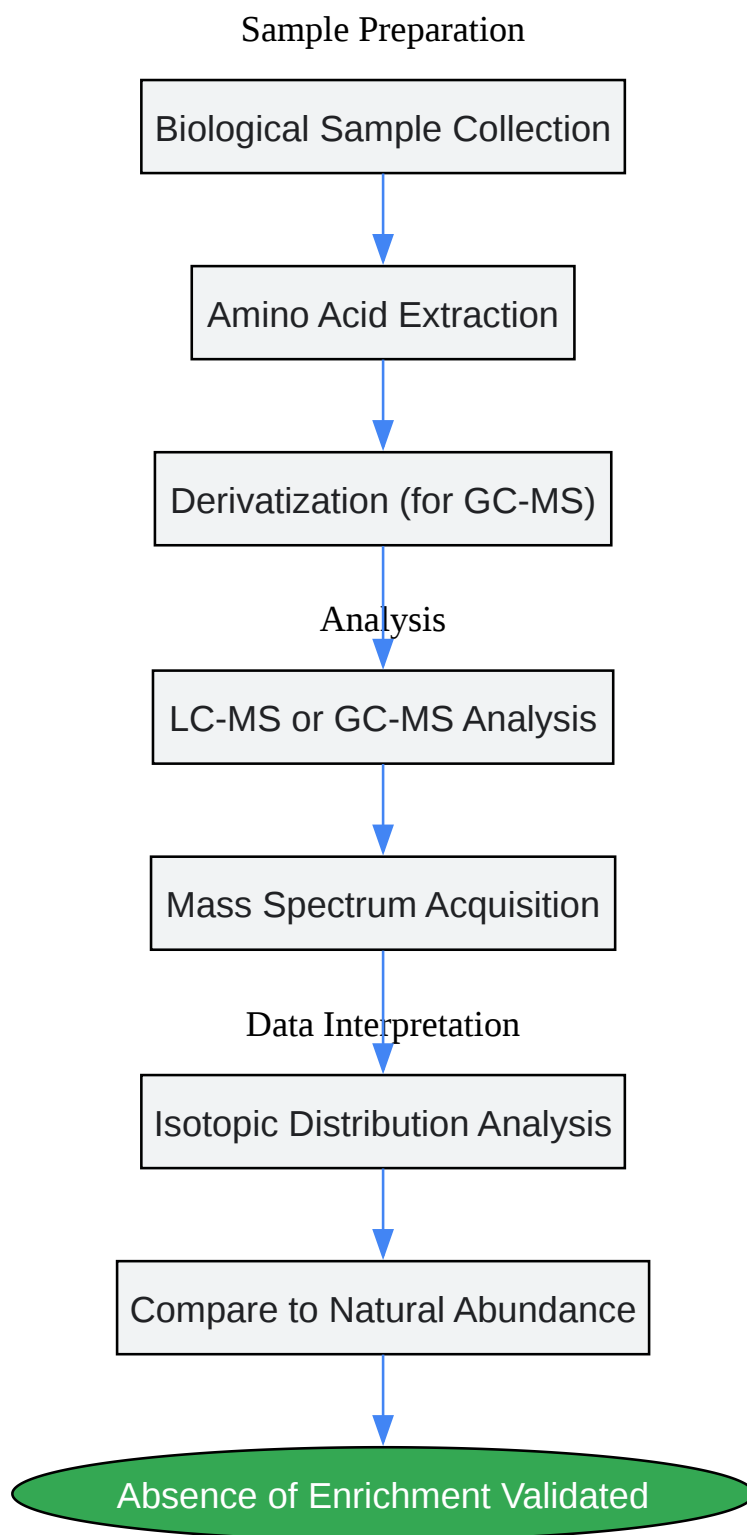 Sample Preparation
Biological Sample Collection
Amino Acid Extraction
Derivatization (for GC-MS)
Analysis
LC-MS or GC-MS Analysis
Mass Spectrum Acquisition
Data Interpretation
Isotopic Distribution Analysis
Compare to Natural Abundance
Absence of Enrichment Validated